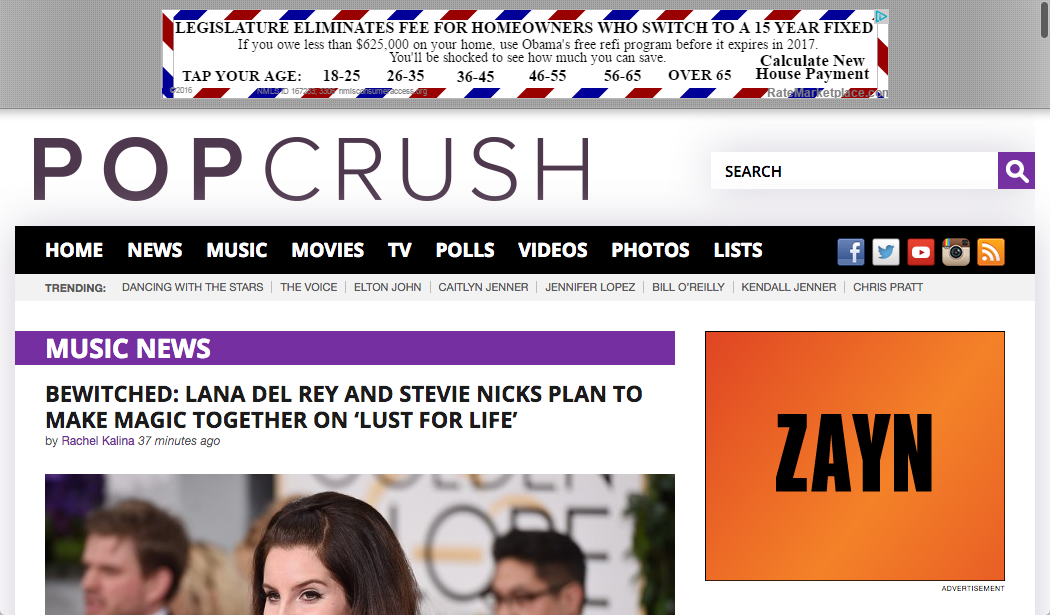 LEGISLATURE ELIMINATES FEE FOR HOMEOWNERS WHO SWITCH TO A 15 YEAR FIXED
If you owe less than $625,000 on your home, use Obama's free refi program before it expires in 2017.
You'll be shocked to see how much you can save.
TAP YOUR AGE: 18-25 26-35 36-45 46-55 56-65 OVER 65
Calculate New
House Payment
©2016
RateMarketplace.com
POPCRUSH
SEARCH
HOME NEWS MUSIC MOVIES TV POLLS VIDEOS PHOTOS LISTS
TRENDING: DANCING WITH THE STARS THE VOICE ELTON JOHN CAITLYN JENNER JENNIFER LOPEZ BILL O'REILLY KENDALL JENNER CHRIS PRATT
MUSIC NEWS
BEWITCHED: LANA DEL REY AND STEVIE NICKS PLAN TO
MAKE MAGIC TOGETHER ON ‘LUST FOR LIFE’
by Rachel Kalina 37 minutes ago
ZAYN
ADVERTISEMENT